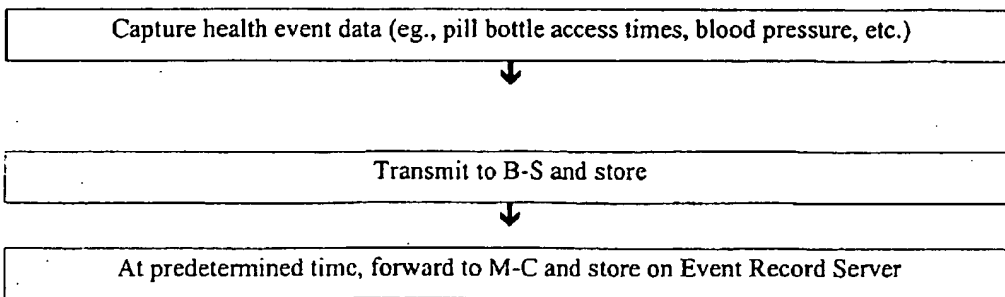 Capture health event data (eg., pill bottle access times, blood pressure, etc.)
Transmit to B-S and store
At predetermined time, forward to M-C and store on Event Record Server